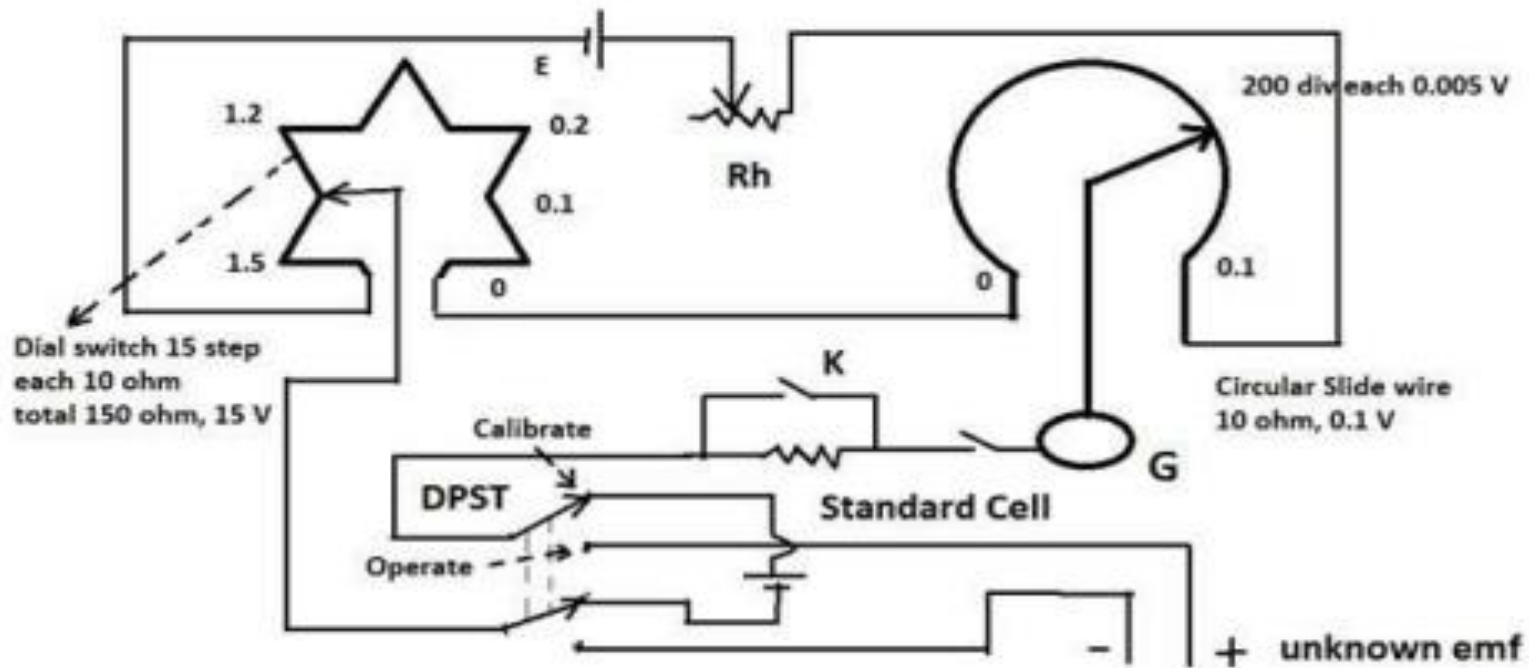 E
1.2
0.2
200 div each 0.005 V
Rh
0.1
1.5
0
0
0.1
Dial switch 15 step
each 10 ohm
total 150 ohm, 15 V
K
Circular Slide wire
10 ohm, 0.1 V
Calibrate
G
DPST
Standard Cell
Operate
- + unknown emf